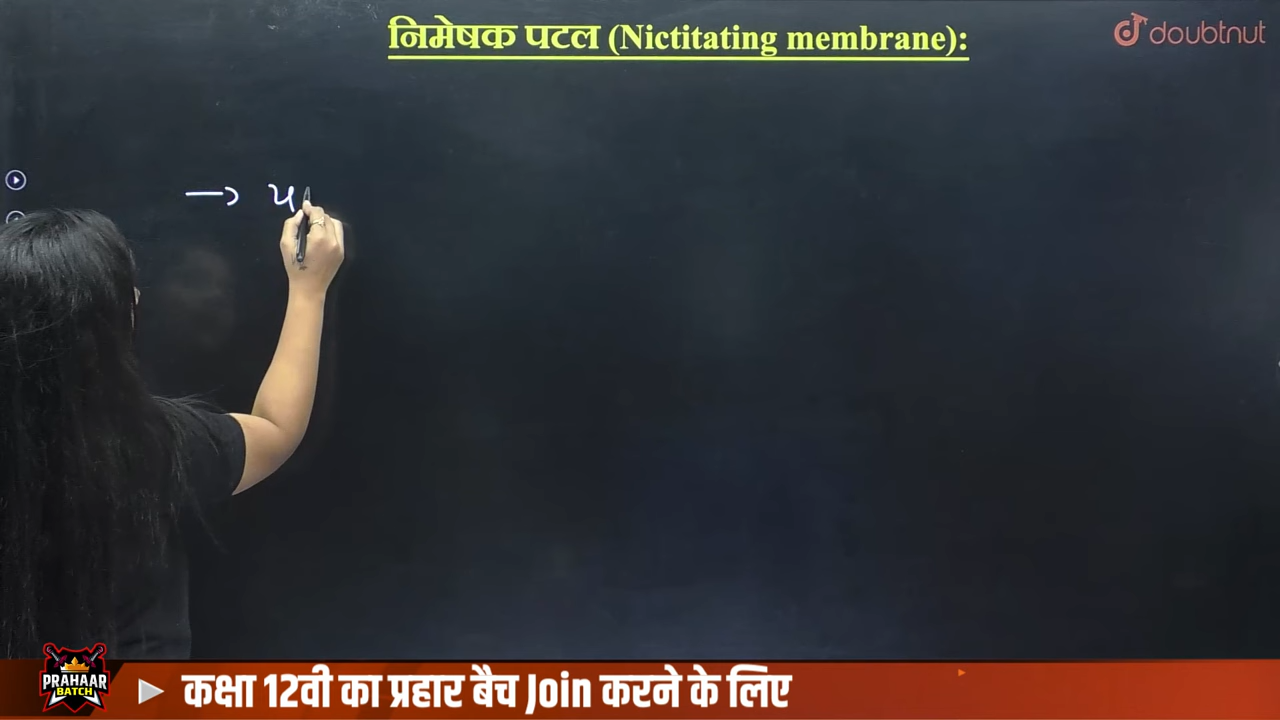 निमेषक पटल (Nictitating membrane):
doubtnut
→ प
PRAHAAR
BATCH
कक्षा 12वी का प्रहार बैच Join करने के लिए